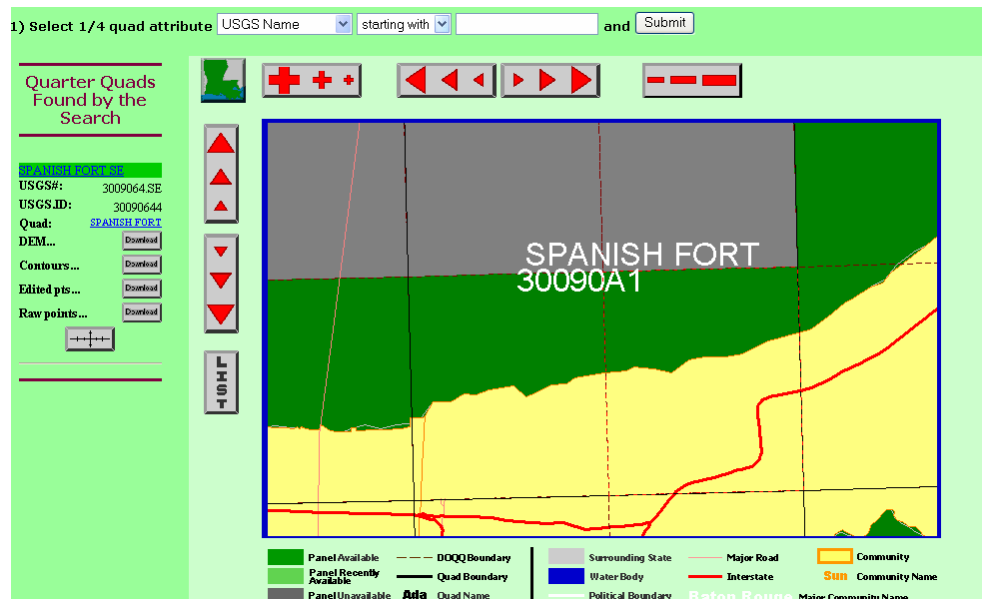 1) Select 1/4 quad attribute USGS Name starting with and Submit
Quarter Quads
Found by the
Search
SPANISH FORT SE
USGS#: 3009064.SE
USGS.ID: 30090644
Quad: SPANISH FORT
DEM... Download
Contours... Download
Edited pts... Download
Raw points... Download
LIST
SPANISH FORT
30090A1
Panel Available
Panel Recently
Available
Panel Unavailable
DOQQ Boundary
Quad Boundary
Ada Quad Name
Surrounding State
Water Body
Political Boundary
Major Road
Interstate
Baton Rouge Major Community Name
Community
Sun Community Name